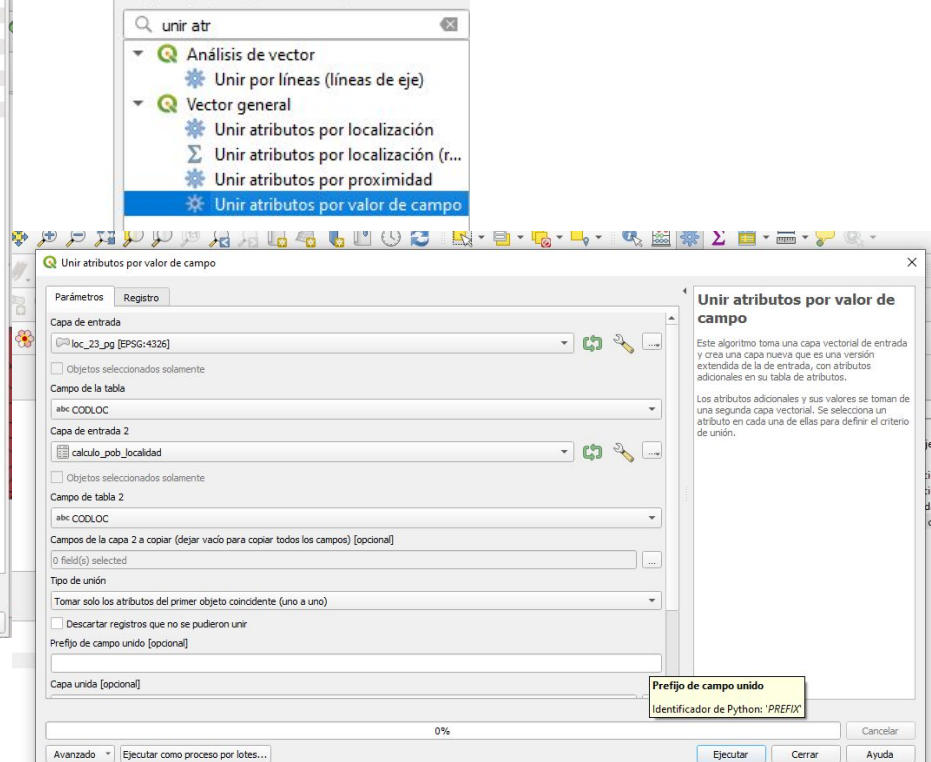 unir atr
Análisis de vector
Unir por líneas (líneas de eje)
Vector general
Unir atributos por localización
Unir atributos por localización (r...
Unir atributos por proximidad
Unir atributos por valor de campo
Unir atributos por valor de campo
Parámetros Registro
Capa de entrada
loc_23_pg [EPSG:4326]
Objetos seleccionados solamente
Campo de la tabla
abc CODLOC
Capa de entrada 2
calculo_pob_localidad
Objetos seleccionados solamente
Campo de tabla 2
abc CODLOC
Campos de la capa 2 a copiar (dejar vacío para copiar todos los campos) [opcional]
0 field(s) selected
Tipo de unión
Tomar solo los atributos del primer objeto coincidente (uno a uno)
Descartar registros que no se pudieron unir
Prefijo de campo unido [opcional]
Capa unida [opcional]
Unir atributos por valor de
campo
Este algoritmo toma una capa vectorial de entrada
y crea una capa nueva que es una versión
extendida de la de entrada, con atributos
adicionales en su tabla de atributos.
Los atributos adicionales y sus valores se toman de
una segunda capa vectorial. Se selecciona un
atributo en cada una de ellas para definir el criterio
de unión.
Prefijo de campo unido
Identificador de Python: 'PREFIX'
0%
Cancelar
Avanzado Ejecutar como proceso por lotes...
Ejecutar Cerrar Ayuda